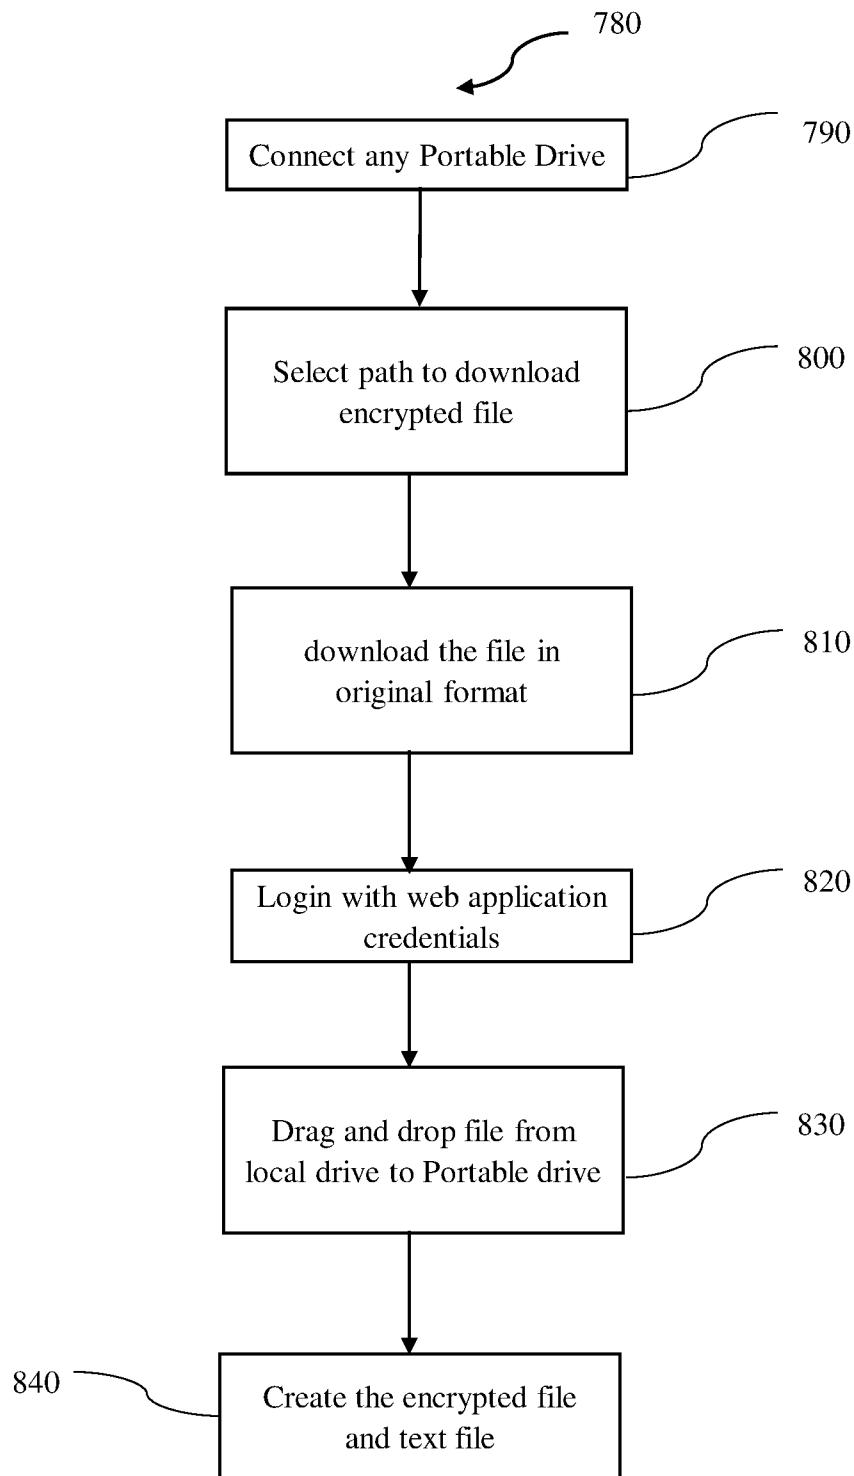 780
Connect any Portable Drive
790
Select path to download
encrypted file
800
download the file in
original format
810
Login with web application
credentials
820
Drag and drop file from
local drive to Portable drive
830
840
Create the encrypted file
and text file